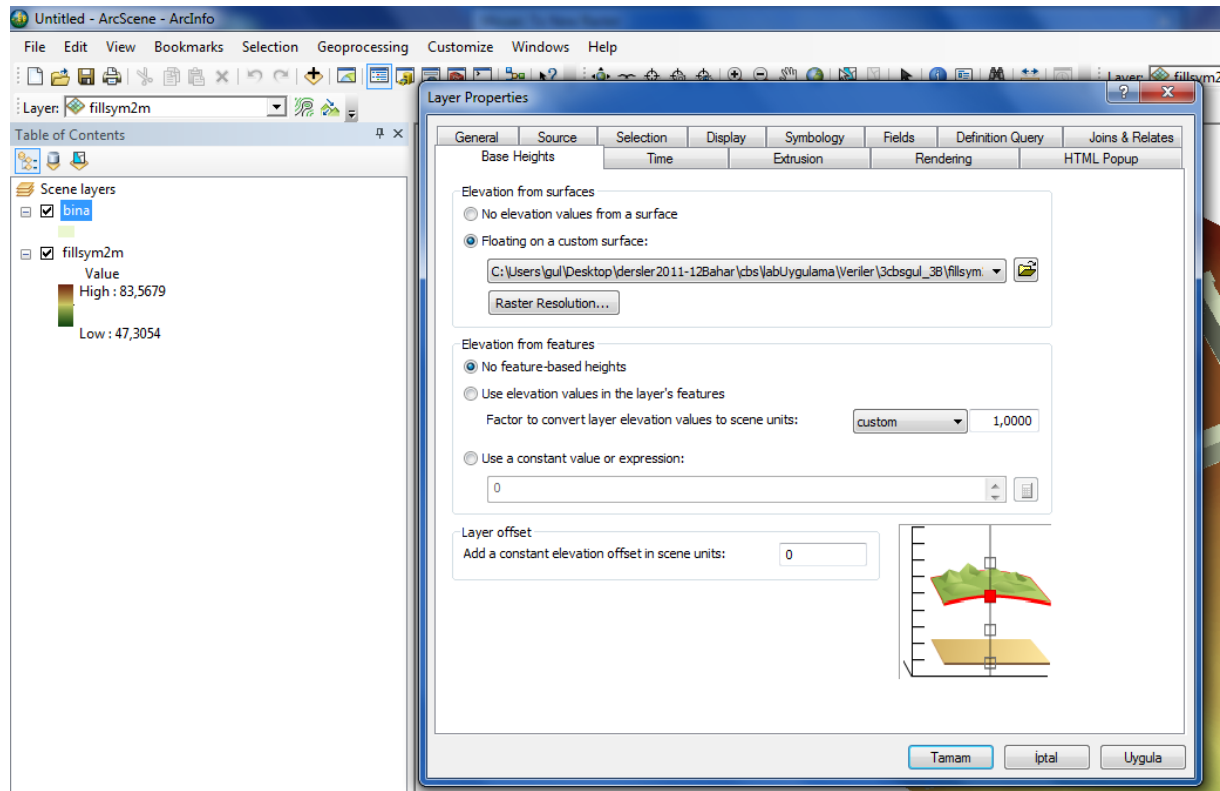 Untitled - ArcScene - ArcInfo
File Edit View Bookmarks Selection Geoprocessing Customize Windows Help
Layer: fillsym2m
Layer: fillsym2
Table of Contents
Scene layers
bina
fillsym2m
Value
High : 83,5679
Low : 47,3054
Layer Properties
General Source Selection Display Symbology Fields Definition Query Joins & Relates
Base Heights Time Extrusion Rendering HTML Popup
Elevation from surfaces
No elevation values from a surface
Floating on a custom surface:
C:\Users\gul\Desktop\dersler2011-12Bahar\cbs\labUygulama\Veriler\3cbsgul_3B\fillsym
Raster Resolution...
Elevation from features
No feature-based heights
Use elevation values in the layer's features
Factor to convert layer elevation values to scene units: custom 1,0000
Use a constant value or expression:
0
Layer offset
Add a constant elevation offset in scene units: 0
Tamam İptal Uygula